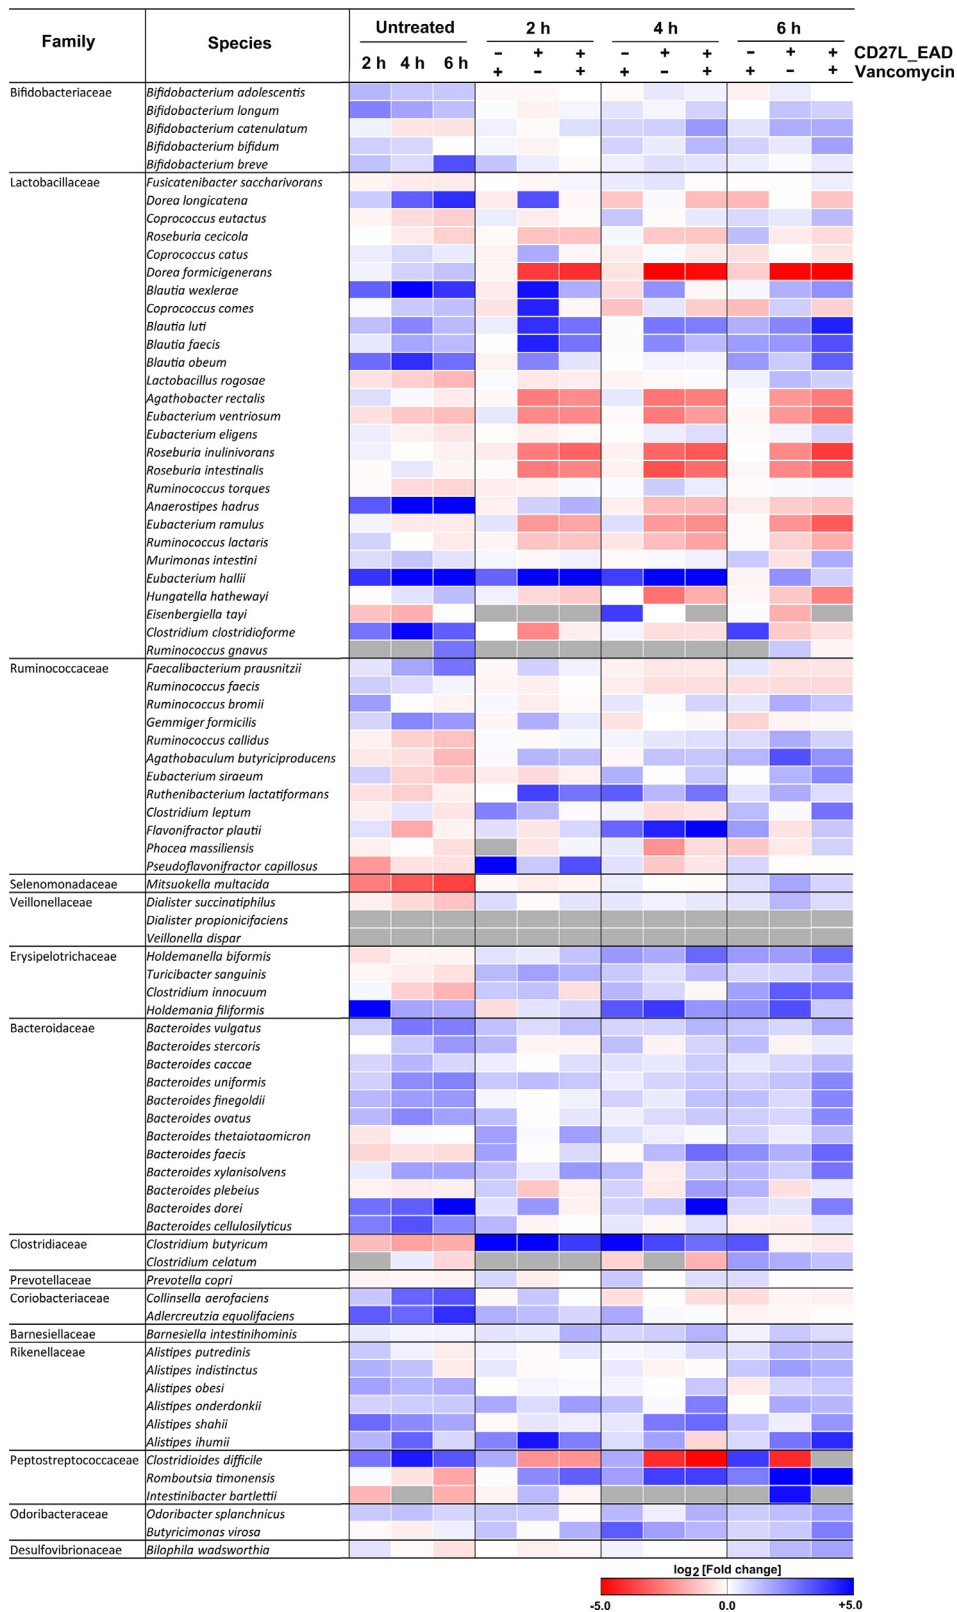 Family Species Untreated 2 h 4 h 6 h
2 h 4 h 6 h - + + - + + - + + CD27L_EAD
+ - + + - + + - + Vancomycin
Bifidobacteriaceae Bifidobacterium adolescentis
Bifidobacterium longum
Bifidobacterium catenulatum
Bifidobacterium bifidum
Bifidobacterium breve
Lactobacillaceae Fusicatenibacter saccharivorans
Dorea longicatena
Coprococcus eutactus
Roseburia cecicola
Coprococcus catus
Dorea formicigenerans
Blautia wexlerae
Coprococcus comes
Blautia luti
Blautia faecis
Blautia obeum
Lactobacillus rogosae
Agathobacter rectalis
Eubacterium ventriosum
Eubacterium eligens
Roseburia inulinivorans
Roseburia intestinalis
Ruminococcus torques
Anaerostipes hadrus
Eubacterium ramulus
Ruminococcus lactaris
Murimonas intestini
Eubacterium hallii
Hungatella hathewayi
Eisenbergiella tayi
Clostridium clostridioforme
Ruminococcus gnavus
Ruminococcaceae Faecalibacterium prausnitzii
Ruminococcus faecis
Ruminococcus bromii
Gemmiger formicilis
Ruminococcus callidus
Agathobaculum butyriciproducens
Eubacterium siraeum
Ruthenibacterium lactatiformans
Clostridium leptum
Flavonifractor plautii
Phocea massiliensis
Pseudoflavonifractor capillosus
Selenomonadaceae Mitsuokella multacida
Veillonellaceae Dialister succinatiphilus
Dialister propionicifaciens
Veillonella dispar
Erysipelotrichaceae Holdemanella biformis
Turicibacter sanguinis
Clostridium innocuum
Holdemania filiformis
Bacteroidaceae Bacteroides vulgatus
Bacteroides stercoris
Bacteroides caccae
Bacteroides uniformis
Bacteroides finegoldii
Bacteroides ovatus
Bacteroides thetaiotaomicron
Bacteroides faecis
Bacteroides xylanisolvens
Bacteroides plebeius
Bacteroides dorei
Bacteroides cellulosilyticus
Clostridiaceae Clostridium butyricum
Clostridium celatum
Prevotellaceae Prevotella copri
Coriobacteriaceae Collinsella aerofaciens
Adlercreutzia equolifaciens
Barnesiellaceae Barnesiella intestinihominis
Rikenellaceae Alistipes putredinis
Alistipes indistinctus
Alistipes obesi
Alistipes onderdonkii
Alistipes shahii
Alistipes ihumii
Peptostreptococcaceae Clostridioides difficile
Romboutsia timonensis
Intestinibacter bartlettii
Odoribacteraceae Odoribacter splanchnicus
Butyricimonas virosa
Desulfovibrionaceae Bilophila wadsworthia
log2 [Fold change]
-5.0 0.0 +5.0